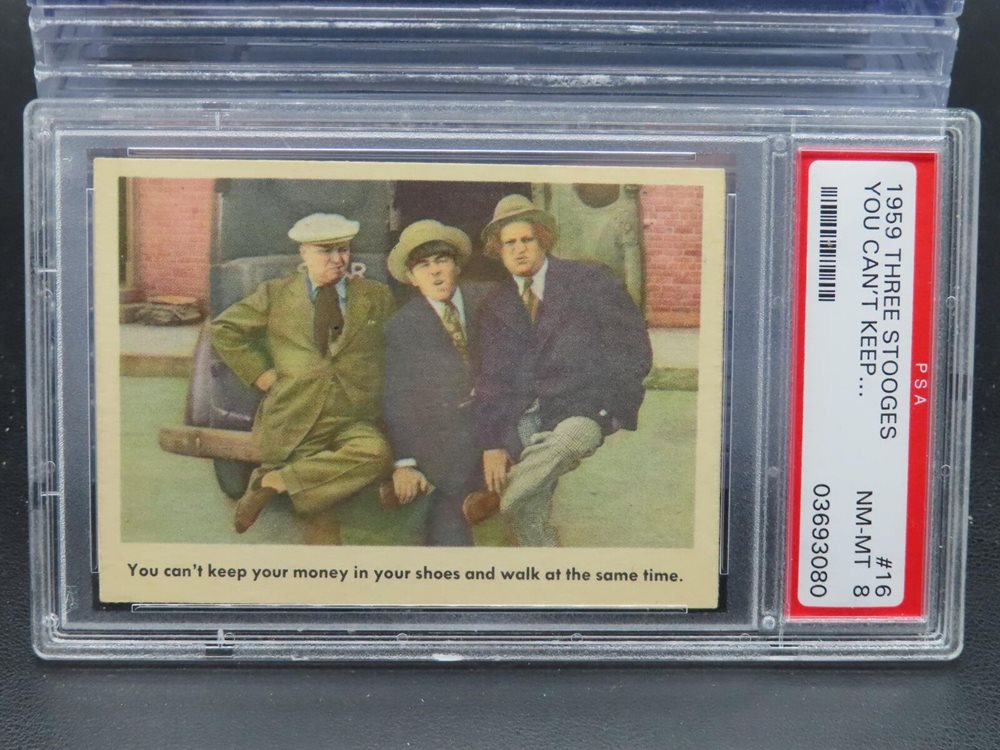 You can't keep your money in your shoes and walk at the same time.
R
PSA
1959 THREE STOOGES #16
YOU CAN'T KEEP... NM-MT 8
03693080